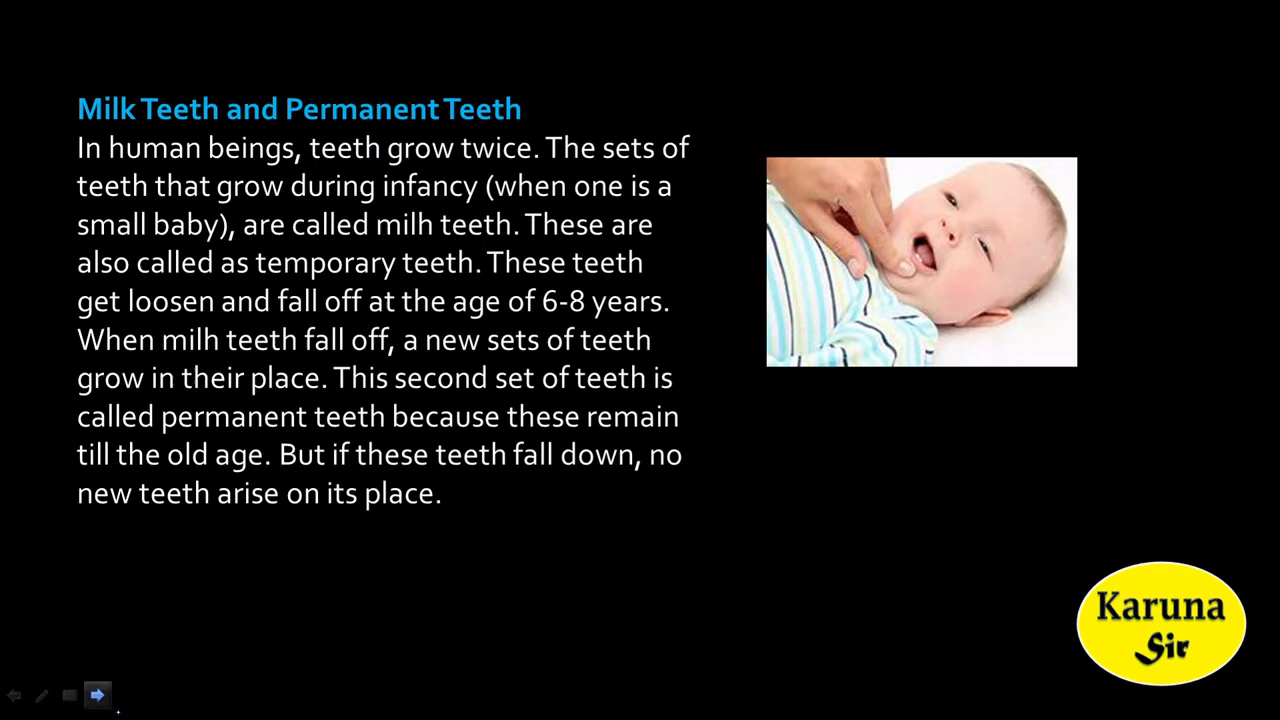 Milk Teeth and Permanent Teeth
In human beings, teeth grow twice. The sets of
teeth that grow during infancy (when one is a
small baby), are called milh teeth. These are
also called as temporary teeth. These teeth
get loosen and fall off at the age of 6-8 years.
When milh teeth fall off, a new sets of teeth
grow in their place. This second set of teeth is
called permanent teeth because these remain
till the old age. But if these teeth fall down, no
new teeth arise on its place.
Karuna
Sir